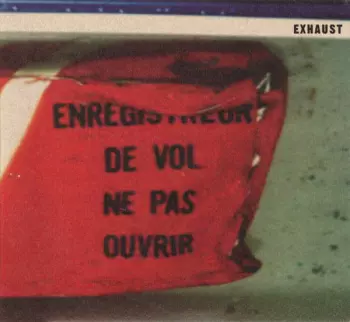 EXHAUST
ENREGISTREUR
DE VOL
NE PAS
OUVRIR